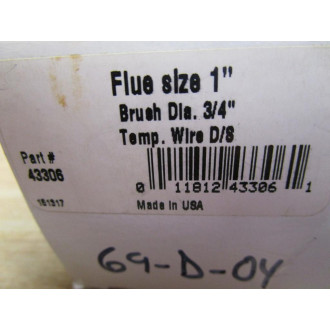 Flue size 1"
Brush Dia. 3/4"
Temp. Wire D/S
Part #
43306
0 11812 43306 1
151317
Made in USA
69-D-04